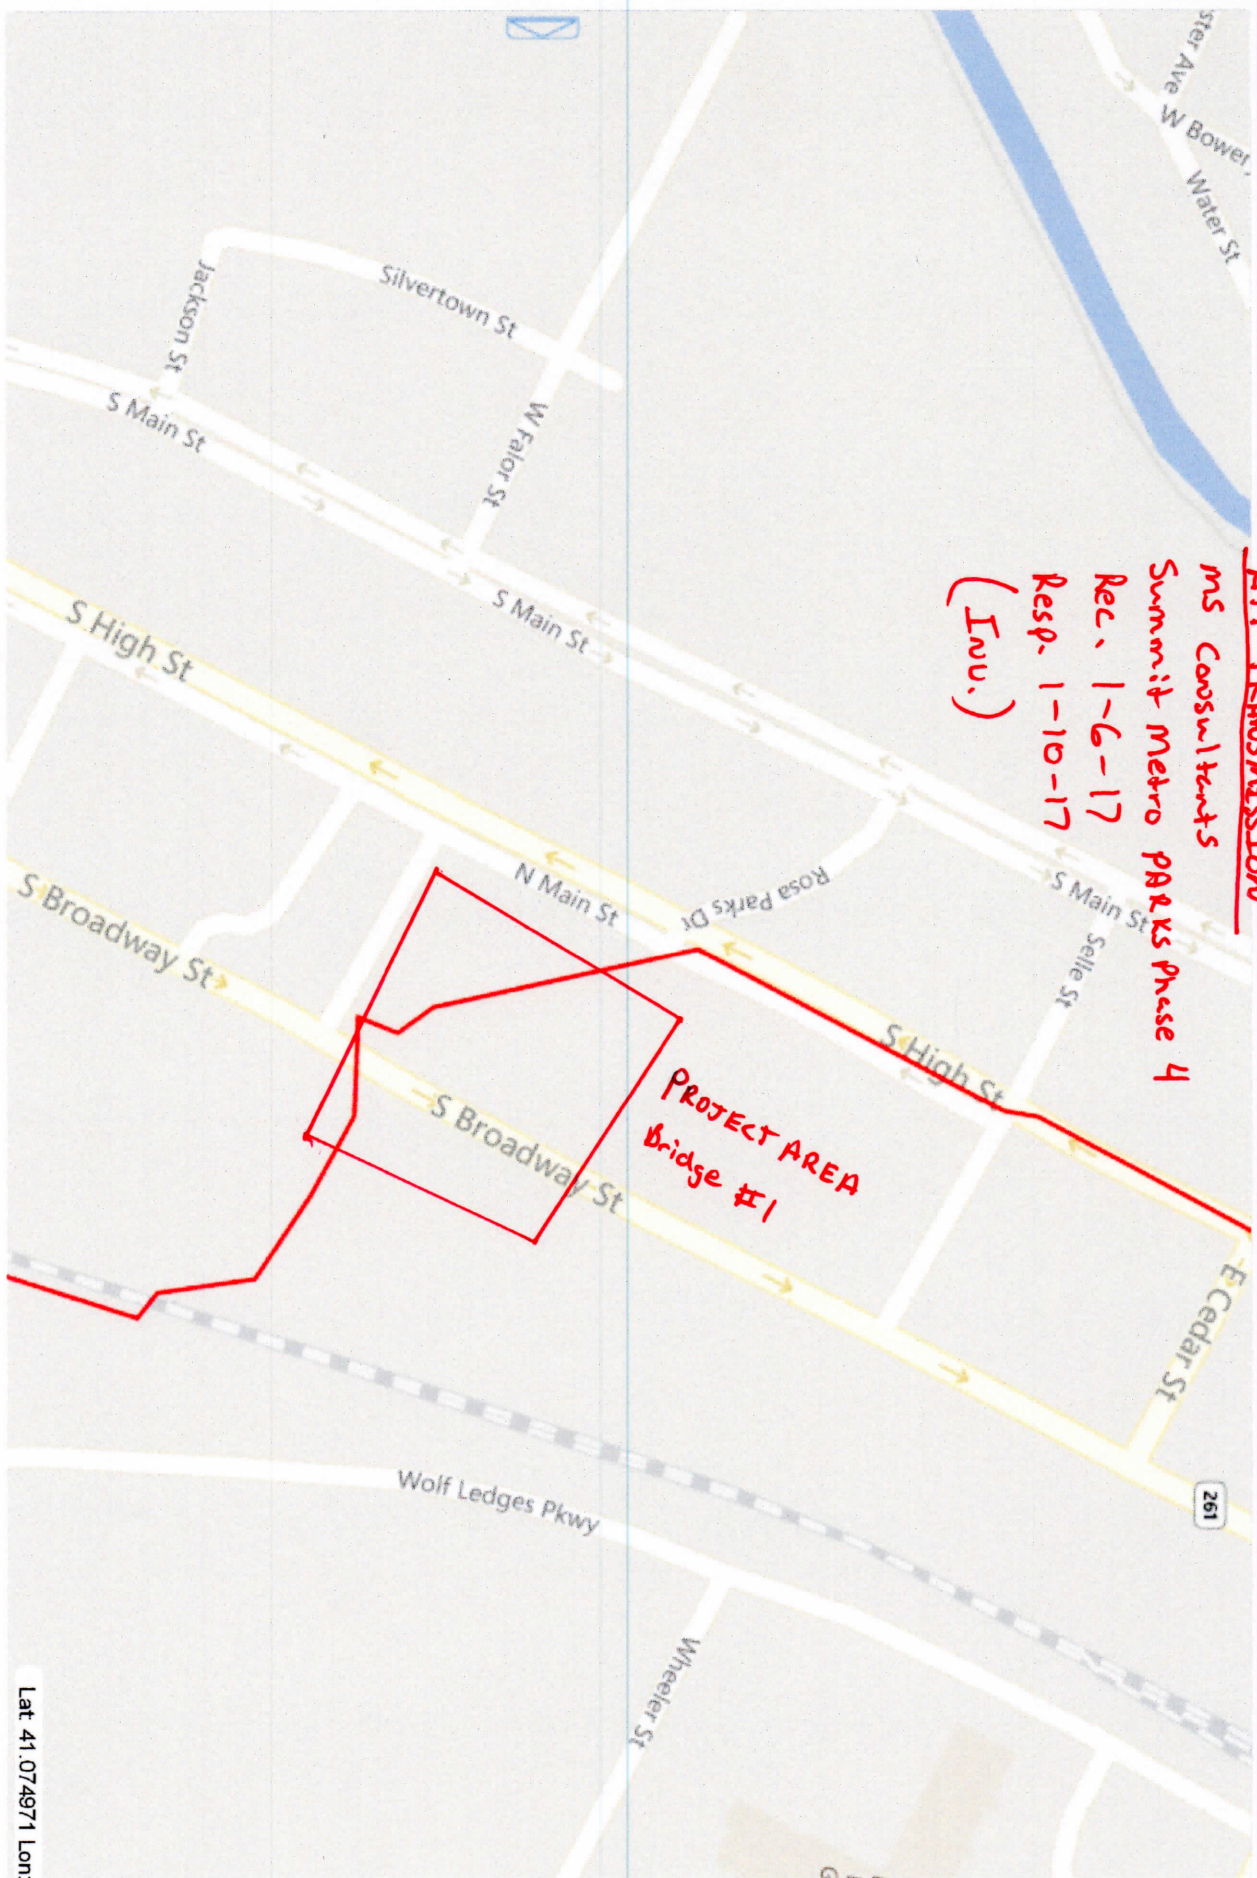 MS Consultants
Summit Metro PARKS Phase 4
Rec. 1-6-17
Resp. 1-10-17
(Inv.)
PROJECT AREA
Bridge #1
W Bower
Water St
Silvertown St
Jackson St
W Falor St
S Main St
S Main St
S Main St
Rosa Parks Dr
Selle St
S High St
N Main St
S High St
E Cedar St
S Broadway St
S Broadway St
261
Wolf Ledges Pkwy
Wheeler St
Lat: 41.074971 Lon: